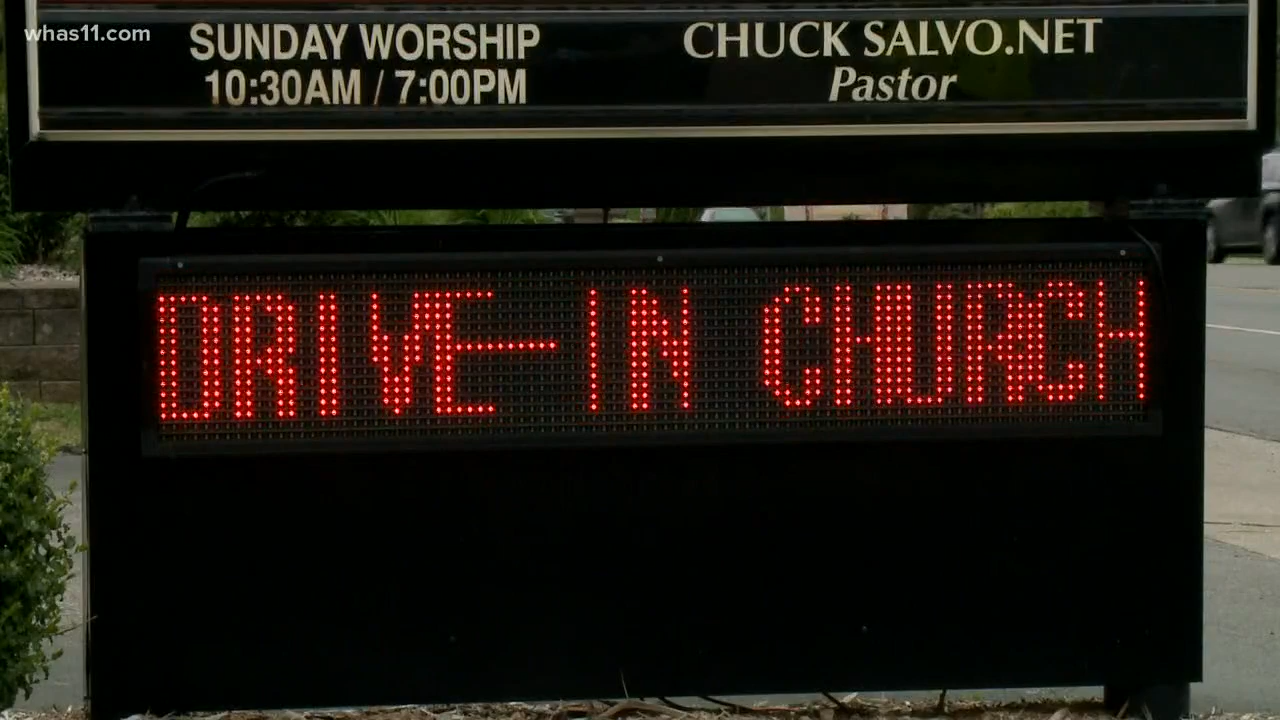 whas11.com
SUNDAY WORSHIP
10:30AM / 7:00PM
CHUCK SALVO.NET
Pastor
DRIVE-IN CHURCH